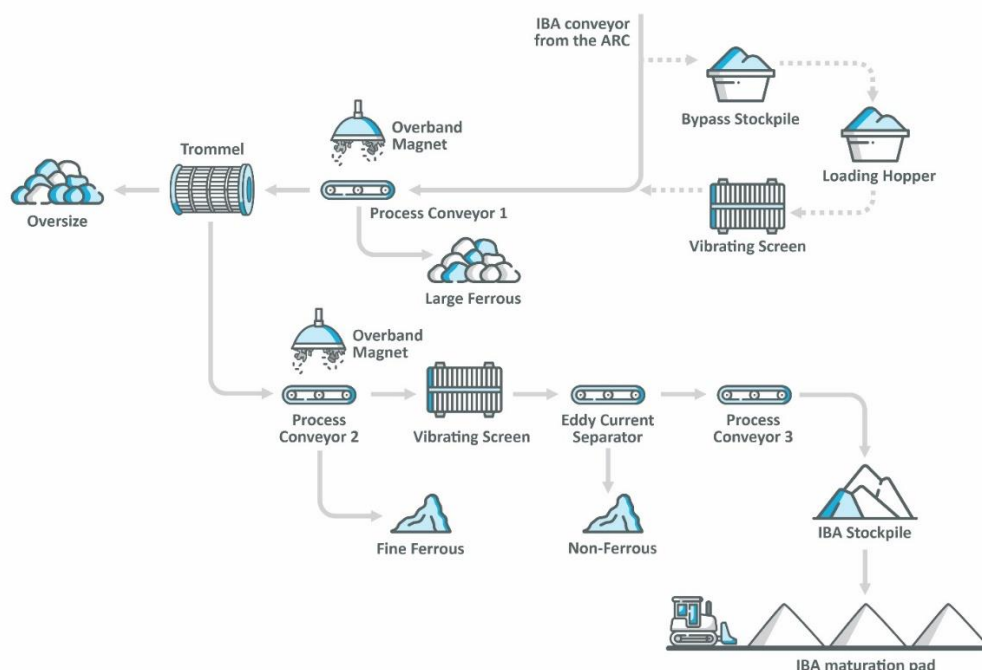 IBA conveyor
from the ARC
Bypass Stockpile
Loading Hopper
Vibrating Screen
Overband
Magnet
Trommel
Oversize
Process Conveyor 1
Large Ferrous
Overband
Magnet
Process
Conveyor 2
Vibrating Screen
Eddy Current
Separator
Process
Conveyor 3
Fine Ferrous
Non-Ferrous
IBA Stockpile
IBA maturation pad